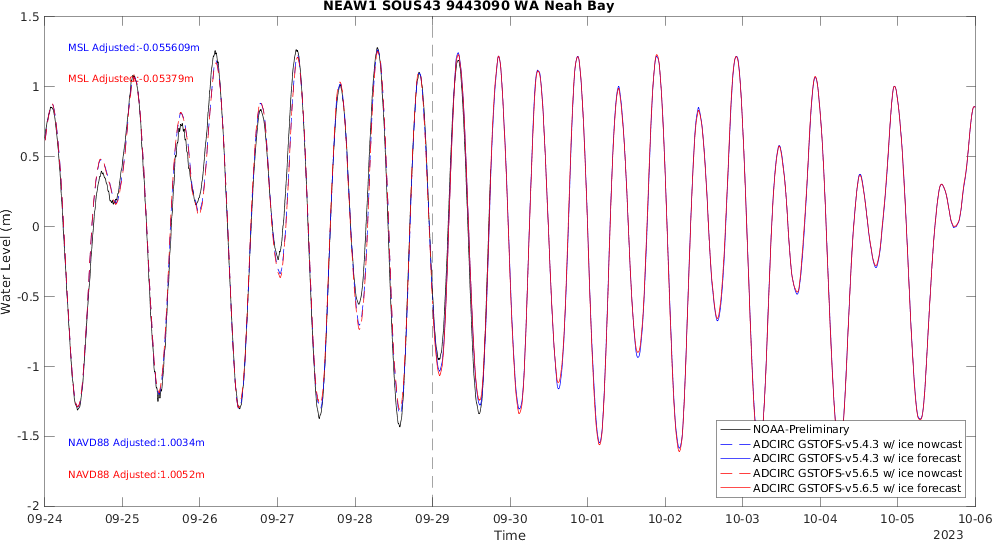 NEAW1 SOUS43 9443090 WA Neah Bay
1.5
1
0.5
0
-0.5
-1
-1.5
-2
Water Level (m)
MSL Adjusted:-0.055609m
MSL Adjusted:-0.05379m
NAVD88 Adjusted:1.0034m
NAVD88 Adjusted:1.0052m
NOAA-Preliminary
ADCIRC GSTOFS-v5.4.3 w/ ice nowcast
ADCIRC GSTOFS-v5.4.3 w/ ice forecast
ADCIRC GSTOFS-v5.6.5 w/ ice nowcast
ADCIRC GSTOFS-v5.6.5 w/ ice forecast
09-24 09-25 09-26 09-27 09-28 09-29 09-30 10-01 10-02 10-03 10-04 10-05 10-06
Time
2023